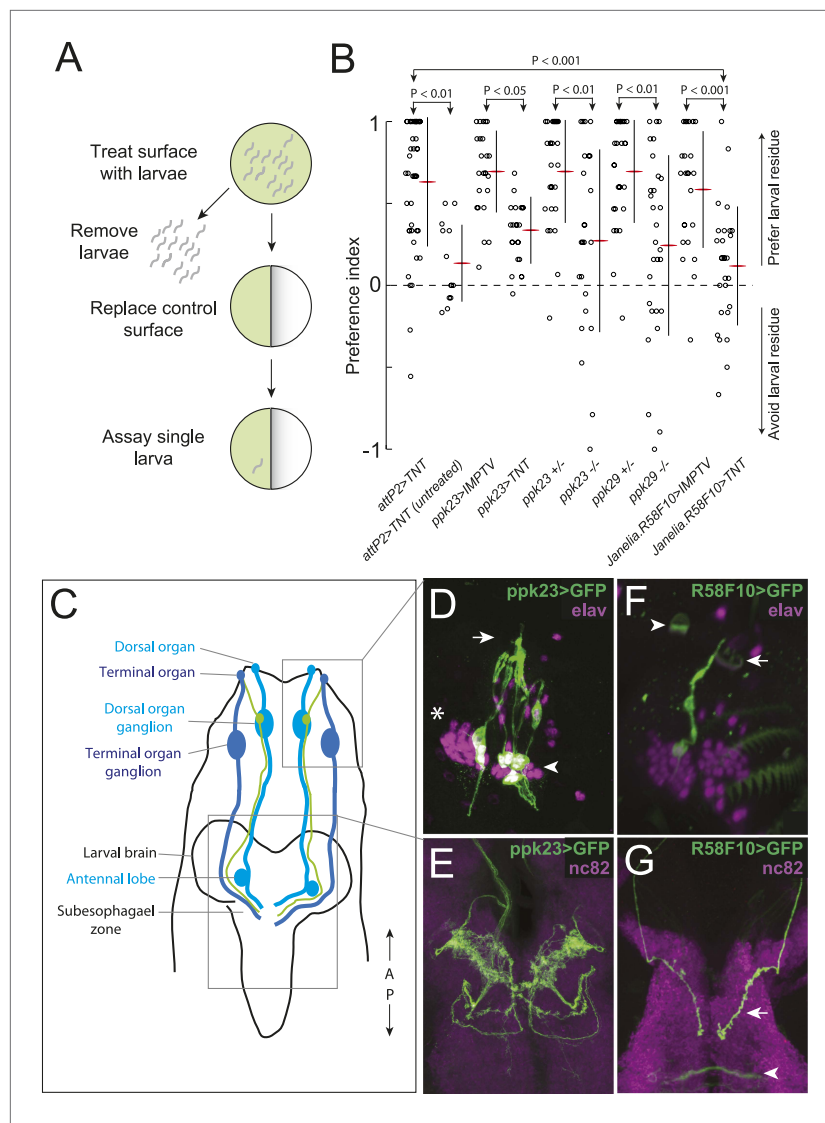 A
Treat surface
with larvae
Remove
larvae
Replace control
surface
Assay single
larva
B
P < 0.001
P < 0.01
P < 0.05
P < 0.01
P < 0.01
P < 0.001
1
0
-1
Preference index
Prefer larval residue
Avoid larval residue
attP2>TNT
attP2>TNT (untreated)
ppk23>IMPTV
ppk23>TNT
ppk23 +/-
ppk23 -/-
ppk29 +/-
ppk29 -/-
Janelia.R58F10>IMPTV
Janelia.R58F10>TNT
C
Dorsal organ
Terminal organ
Dorsal organ
ganglion
Terminal organ
ganglion
Larval brain
Antennal lobe
Subesophagael
zone
A
P
D
ppk23>GFP
elav
*
F
R58F10>GFP
elav
E
ppk23>GFP
nc82
G
R58F10>GFP
nc82